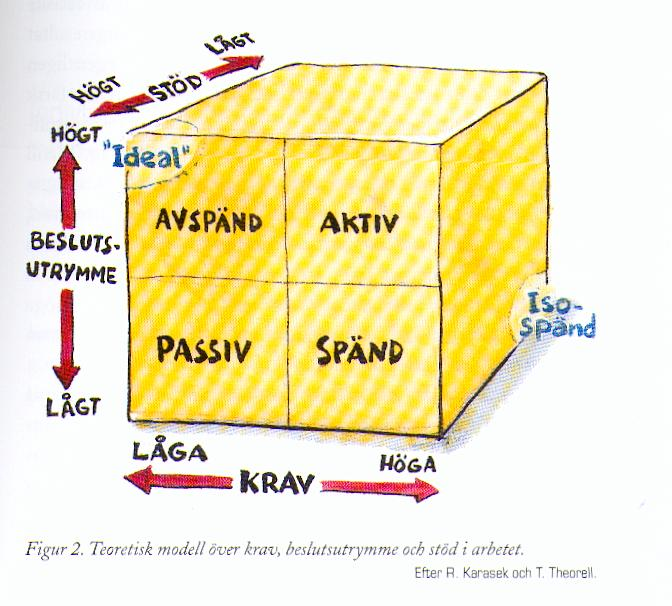 HÖGT STÖD LÅGT
HÖGT
"Ideal"
AVSPÄND AKTIV
BESLUTS-
UTRYMME
Iso-
spänd
PASSIV SPÄND
LÅGT
LÅGA HÖGA
KRAV
Figur 2. Teoretisk modell över krav, beslutsutrymme och stöd i arbetet.
Efter R. Karasek och T. Theorell.